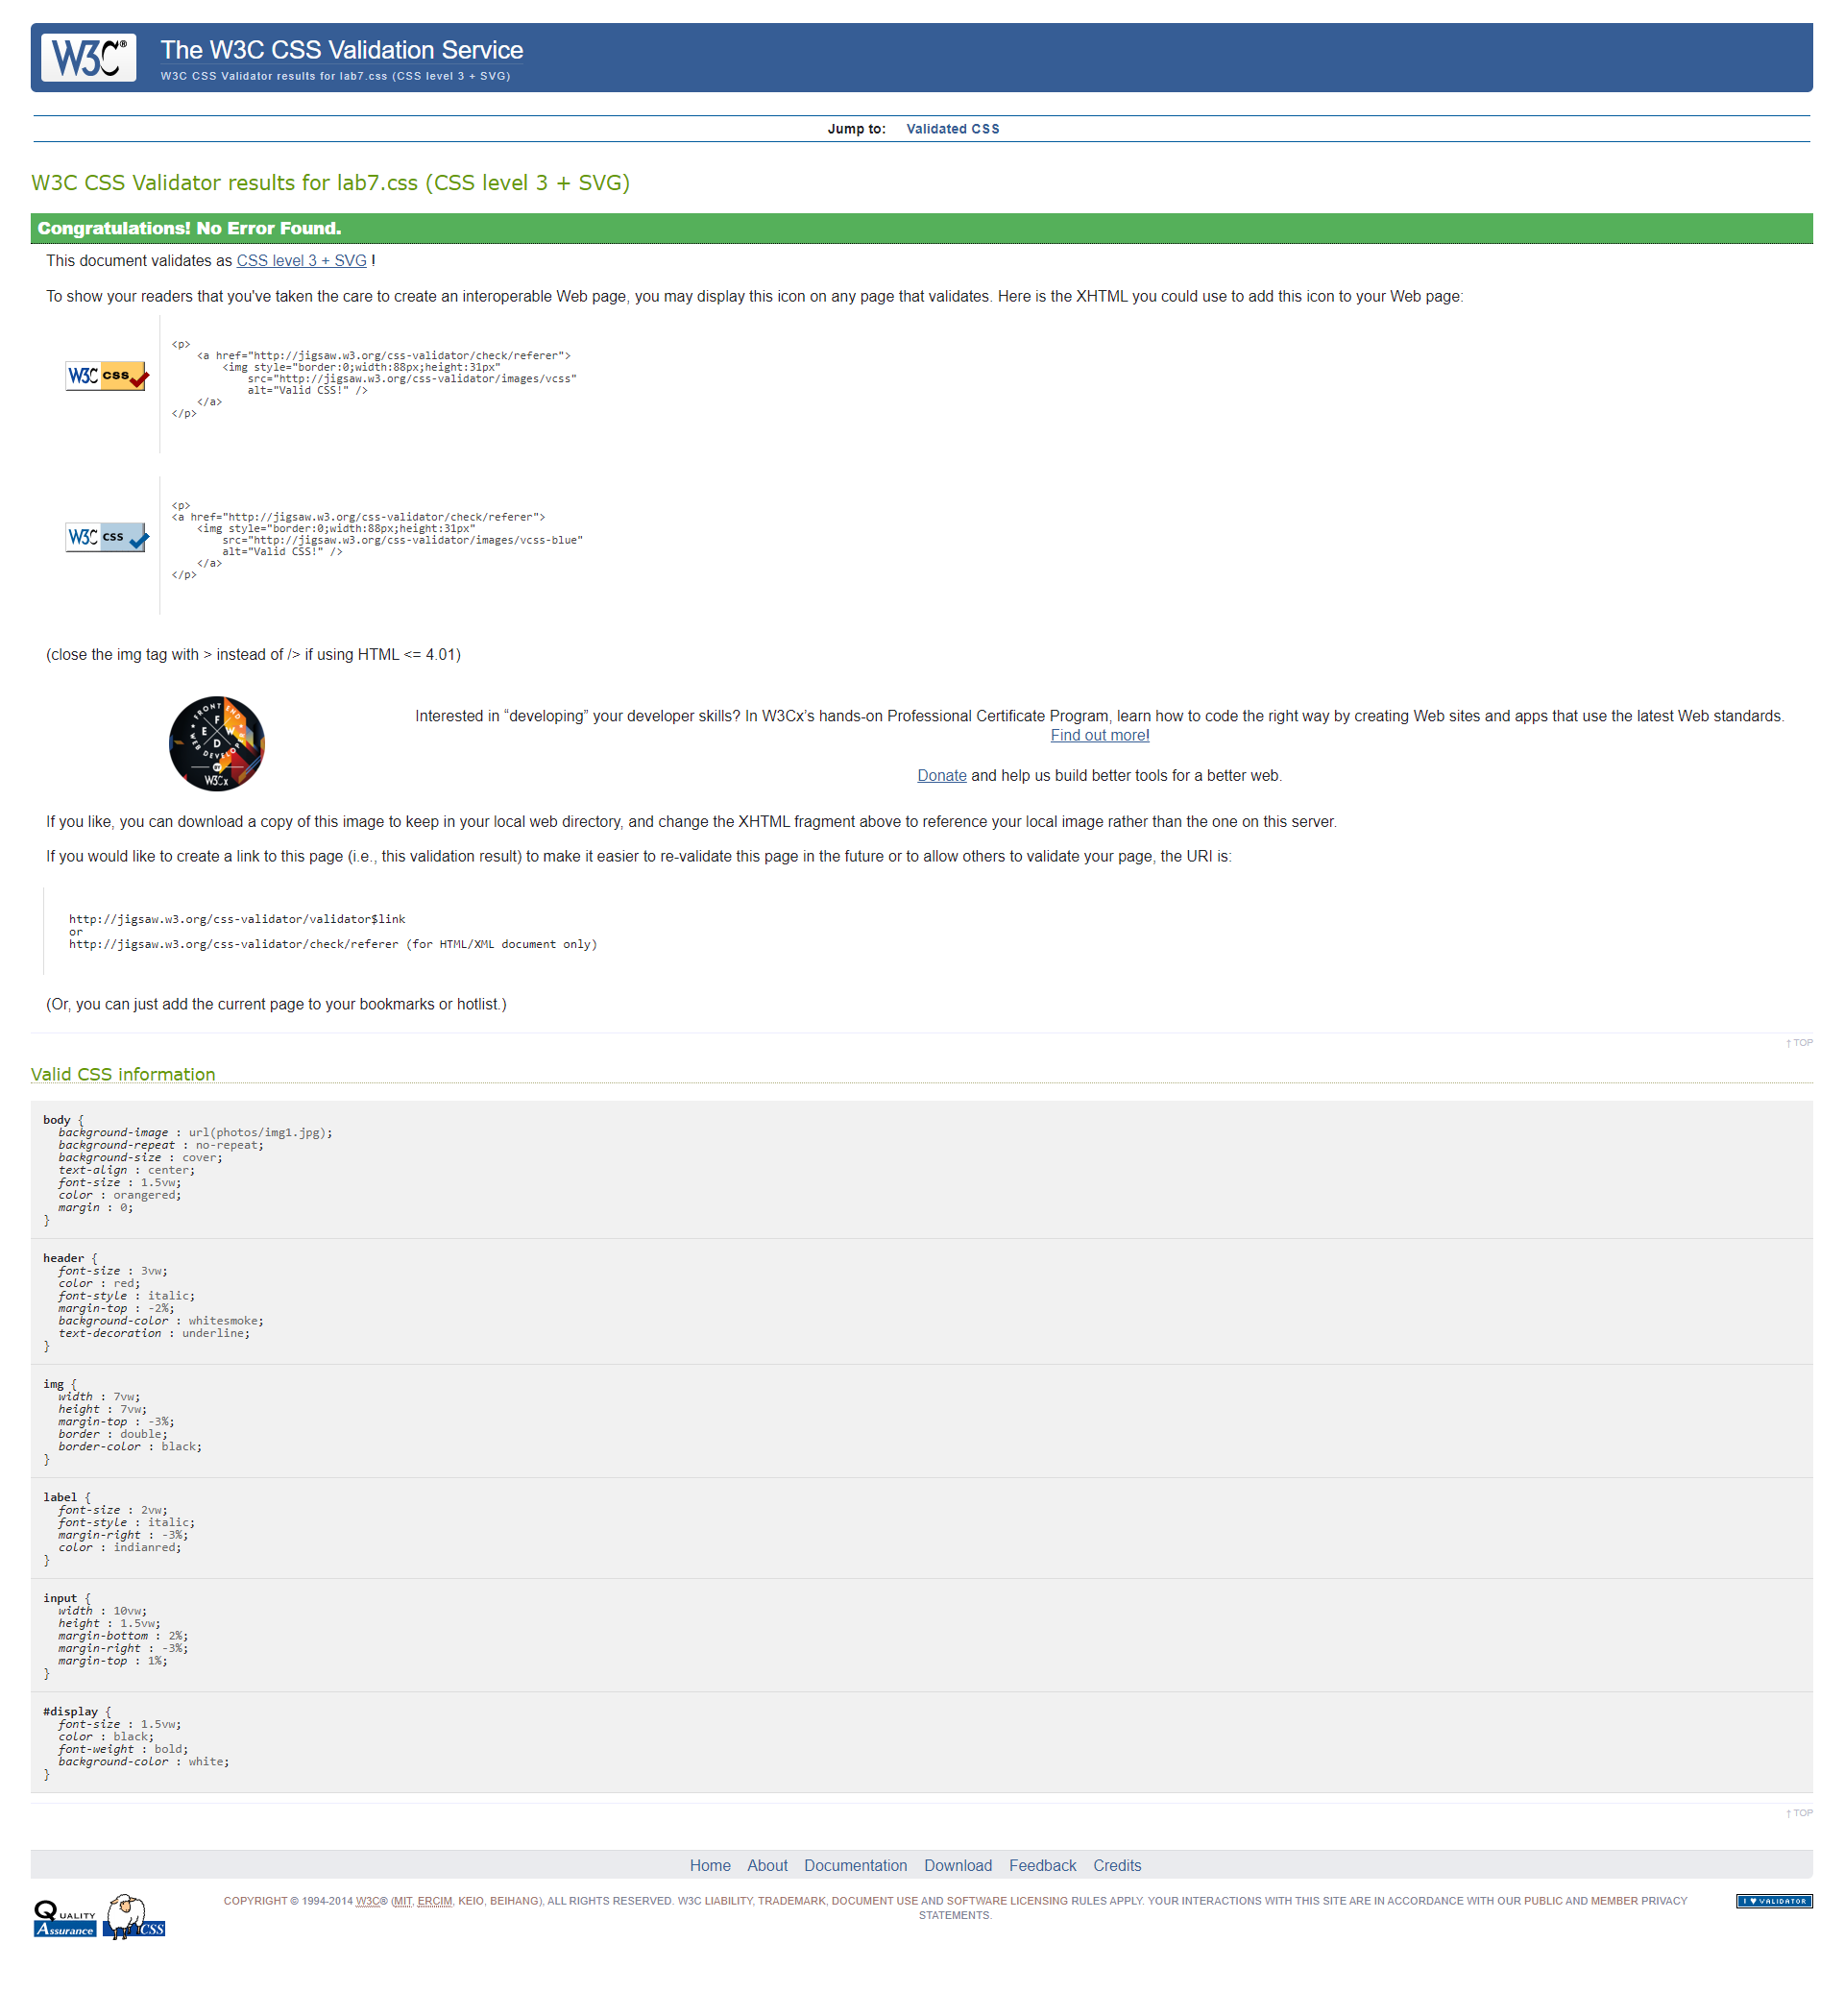 W3C®
The W3C CSS Validation Service
W3C CSS Validator results for lab7.css (CSS level 3 + SVG)
Jump to: Validated CSS
W3C CSS Validator results for lab7.css (CSS level 3 + SVG)
Congratulations! No Error Found.
This document validates as CSS level 3 + SVG !
To show your readers that you've taken the care to create an interoperable Web page, you may display this icon on any page that validates. Here is the XHTML you could use to add this icon to your Web page:
W3C css
<p>
<a href="http://jigsaw.w3.org/css-validator/check/referer">
<img style="border:0;width:88px;height:31px"
src="http://jigsaw.w3.org/css-validator/images/vcss"
alt="Valid CSS!" />
</a>
</p>
W3C css
<p>
<a href="http://jigsaw.w3.org/css-validator/check/referer">
<img style="border:0;width:88px;height:31px"
src="http://jigsaw.w3.org/css-validator/images/vcss-blue"
alt="Valid CSS!" />
</a>
</p>
(close the img tag with > instead of /> if using HTML <= 4.01)
FRONT END
F E W D
WEB DEVELOPER
BY
W3Cx
Interested in “developing” your developer skills? In W3Cx’s hands-on Professional Certificate Program, learn how to code the right way by creating Web sites and apps that use the latest Web standards.
Find out more!
Donate and help us build better tools for a better web.
If you like, you can download a copy of this image to keep in your local web directory, and change the XHTML fragment above to reference your local image rather than the one on this server.
If you would like to create a link to this page (i.e., this validation result) to make it easier to re-validate this page in the future or to allow others to validate your page, the URI is:
http://jigsaw.w3.org/css-validator/validator$link
or
http://jigsaw.w3.org/css-validator/check/referer (for HTML/XML document only)
(Or, you can just add the current page to your bookmarks or hotlist.)
↑ TOP
Valid CSS information
body {
background-image : url(photos/img1.jpg);
background-repeat : no-repeat;
background-size : cover;
text-align : center;
font-size : 1.5vw;
color : orangered;
margin : 0;
}
header {
font-size : 3vw;
color : red;
font-style : italic;
margin-top : -2%;
background-color : whitesmoke;
text-decoration : underline;
}
img {
width : 7vw;
height : 7vw;
margin-top : -3%;
border : double;
border-color : black;
}
label {
font-size : 2vw;
font-style : italic;
margin-right : -3%;
color : indianred;
}
input {
width : 10vw;
height : 1.5vw;
margin-bottom : 2%;
margin-right : -3%;
margin-top : 1%;
}
#display {
font-size : 1.5vw;
color : black;
font-weight : bold;
background-color : white;
}
↑ TOP
Home About Documentation Download Feedback Credits
QUALITY
Assurance
CSS
COPYRIGHT © 1994-2014 W3C® (MIT, ERCIM, KEIO, BEIHANG), ALL RIGHTS RESERVED. W3C LIABILITY, TRADEMARK, DOCUMENT USE AND SOFTWARE LICENSING RULES APPLY. YOUR INTERACTIONS WITH THIS SITE ARE IN ACCORDANCE WITH OUR PUBLIC AND MEMBER PRIVACY
STATEMENTS.
I ♥ VALIDATOR